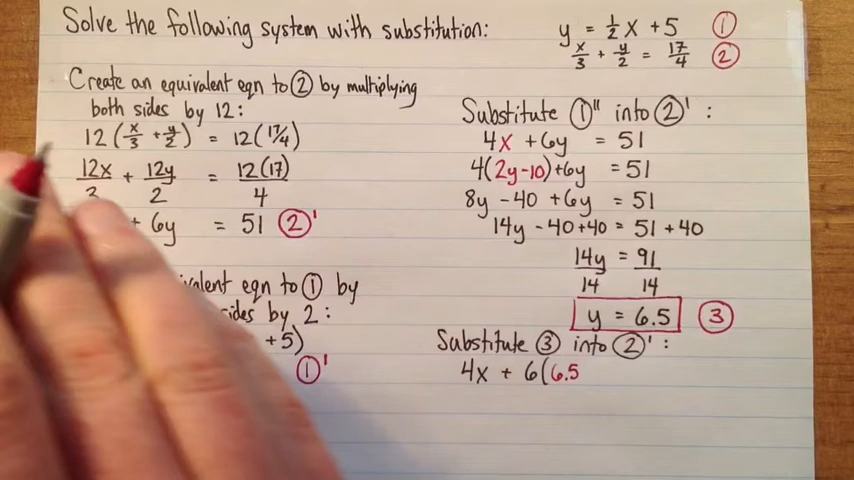 Solve the following system with substitution:
y = 1/2 x + 5 ①
x/3 + y/2 = 17/4 ②
Create an equivalent eqn to ② by multiplying
both sides by 12:
12(x/3 + y/2) = 12(17/4)
12x/3 + 12y/2 = 12(17)/4
+ 6y = 51 ②'
eqn to ① by
by 2:
+ 5)
①'
Substitute ①'' into ②':
4x + 6y = 51
4(2y-10)+6y = 51
8y - 40 + 6y = 51
14y - 40+40 = 51 + 40
14y/14 = 91/14
y = 6.5 ③
Substitute ③ into ②':
4x + 6(6.5